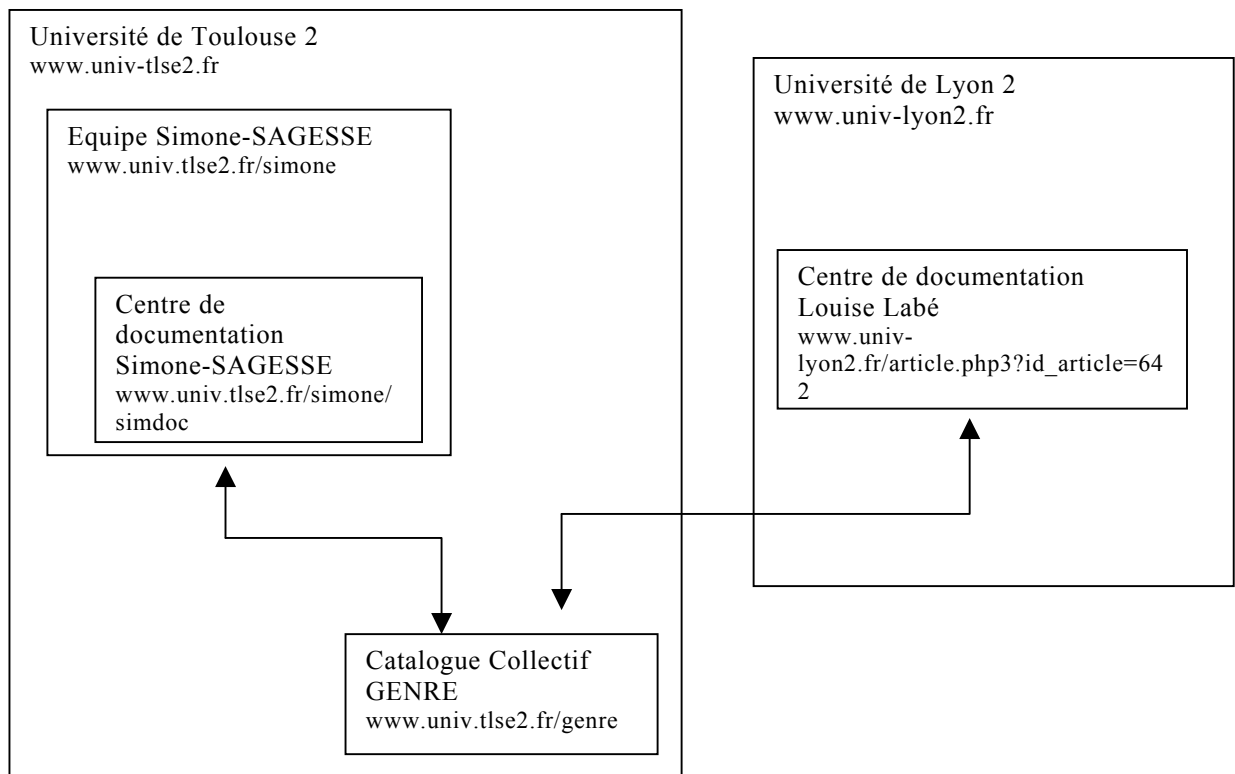 Université de Toulouse 2
www.univ-tlse2.fr
Equipe Simone-SAGESSE
www.univ.tlse2.fr/simone
Centre de
documentation
Simone-SAGESSE
www.univ.tlse2.fr/simone/
simdoc
Catalogue Collectif
GENRE
www.univ.tlse2.fr/genre
Université de Lyon 2
www.univ-lyon2.fr
Centre de documentation
Louise Labé
www.univ-
lyon2.fr/article.php3?id_article=64
2